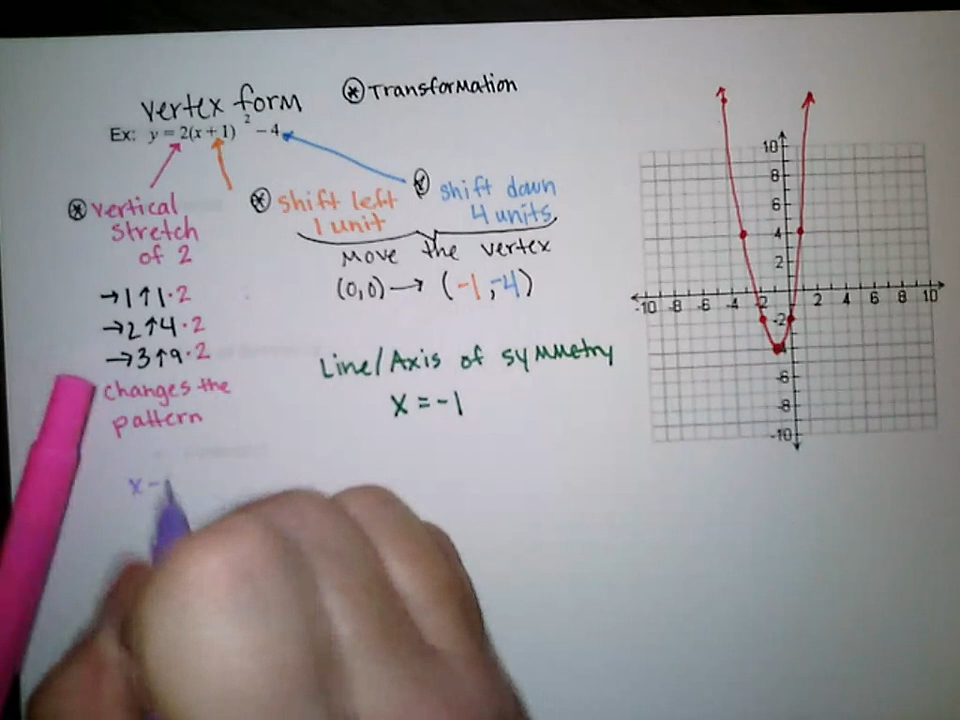 vertex form
⊛ Transformation
Ex: y = 2(x + 1)² − 4
⊛ vertical
stretch
of 2
→1↑1·2
→2↑4·2
→3↑9·2
changes the
pattern
⊛ shift left
1 unit
⊛ shift down
4 units
Move the vertex
(0,0) → (-1,-4)
Line/Axis of symmetry
x = -1
x -
10
8
6
4
2
-10 -8 -6 -4 -2 2 4 6 8 10
-2
-4
-6
-8
-10